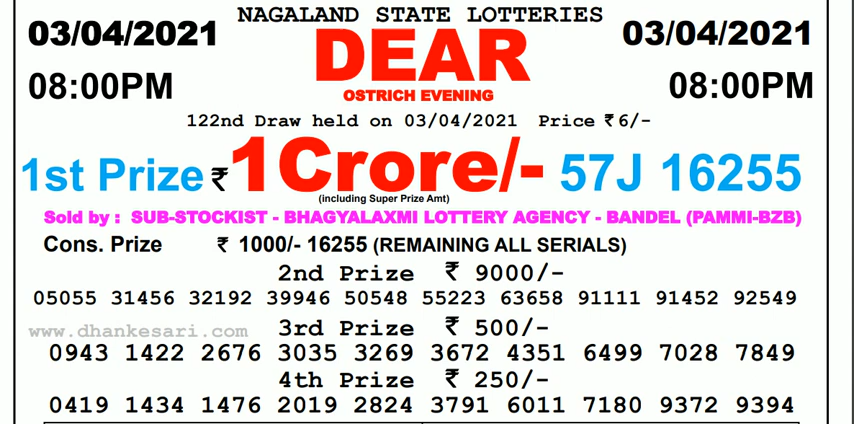 NAGALAND STATE LOTTERIES
03/04/2021 DEAR 03/04/2021
08:00PM OSTRICH EVENING 08:00PM
122nd Draw held on 03/04/2021 Price ₹ 6/-
1st Prize ₹ 1Crore/- 57J 16255
(including Super Prize Amt)
Sold by : SUB-STOCKIST - BHAGYALAXMI LOTTERY AGENCY - BANDEL (PAMMI-BZB)
Cons. Prize ₹ 1000/- 16255 (REMAINING ALL SERIALS)
2nd Prize ₹ 9000/-
05055 31456 32192 39946 50548 55223 63658 91111 91452 92549
www.dhankesari.com 3rd Prize ₹ 500/-
0943 1422 2676 3035 3269 3672 4351 6499 7028 7849
4th Prize ₹ 250/-
0419 1434 1476 2019 2824 3791 6011 7180 9372 9394